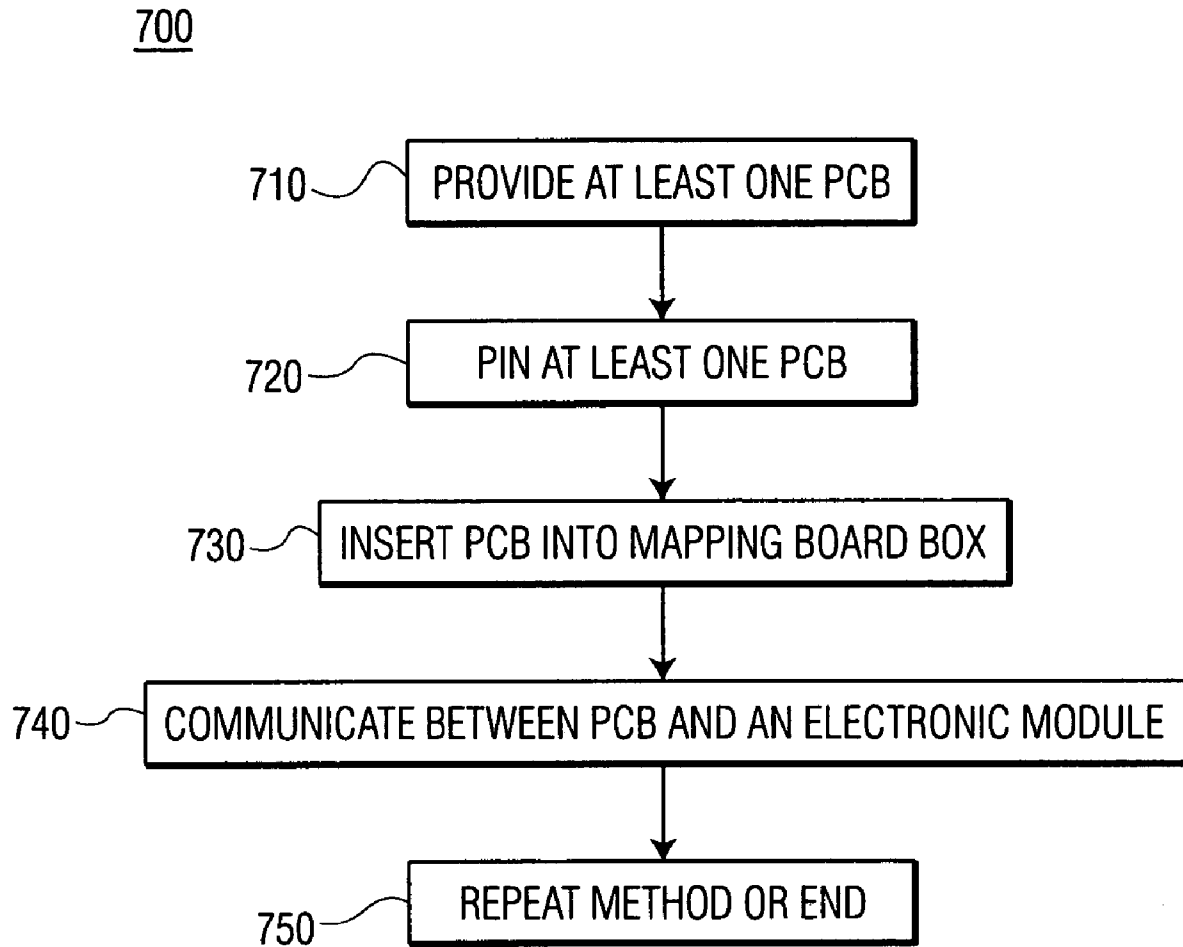 700
710 PROVIDE AT LEAST ONE PCB
720 PIN AT LEAST ONE PCB
730 INSERT PCB INTO MAPPING BOARD BOX
740 COMMUNICATE BETWEEN PCB AND AN ELECTRONIC MODULE
750 REPEAT METHOD OR END